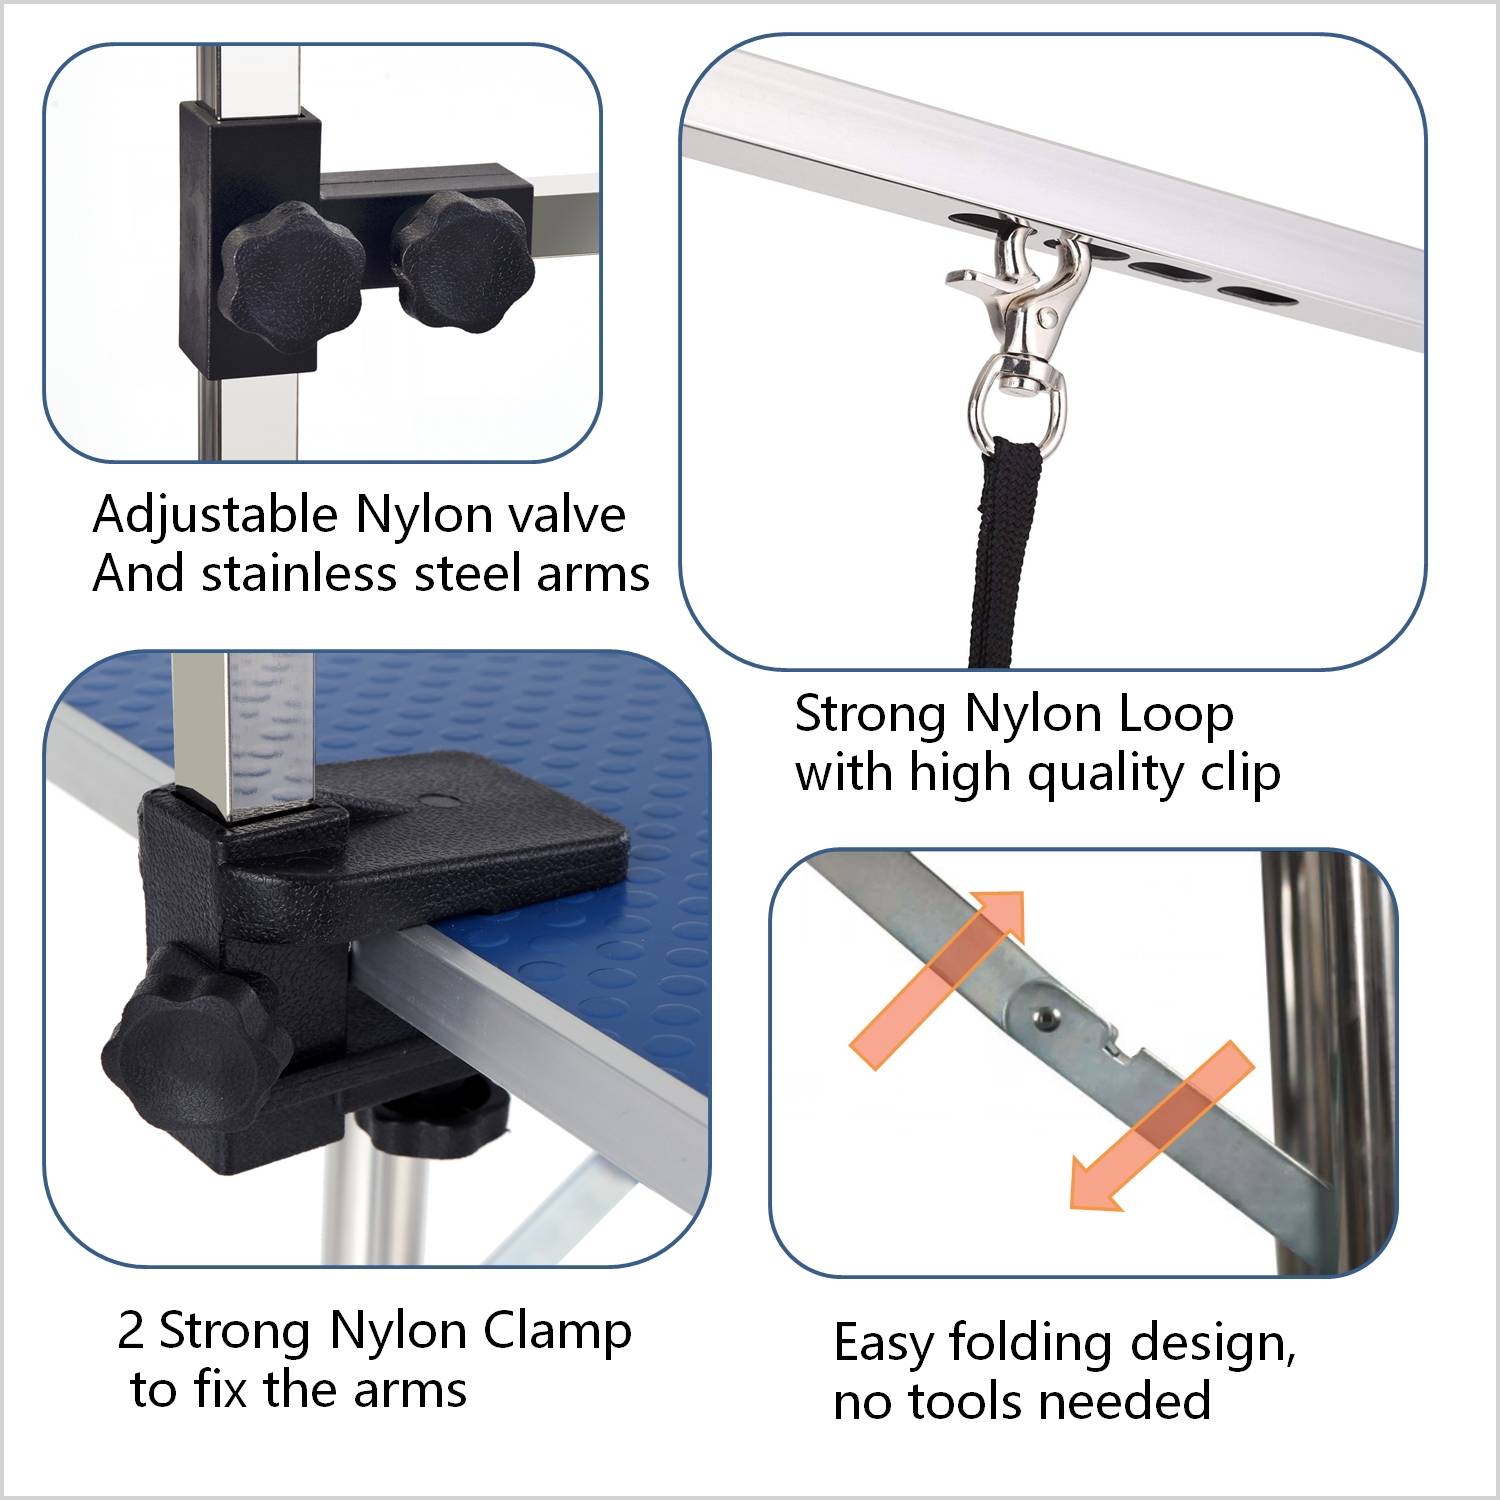 Adjustable Nylon valve
And stainless steel arms
Strong Nylon Loop
with high quality clip
2 Strong Nylon Clamp
to fix the arms
Easy folding design,
no tools needed